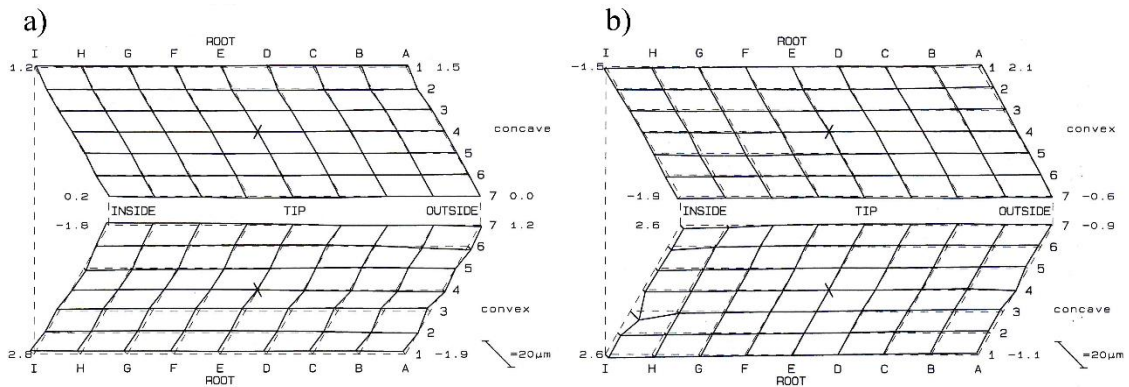 a)
ROOT
I H G F E D C B A
1.2 1 1.5
2
3
4
concave
5
6
0.2 7 0.0
INSIDE TIP OUTSIDE
-1.8 7 1.2
6
5
4
3
convex
2
2.8 1 -1.9
I H G F E D C B A
ROOT
=20µm
b)
ROOT
I H G F E D C B A
-1.5 1 2.1
2
3
4
convex
5
6
-1.9 7 -0.6
INSIDE TIP OUTSIDE
2.6 7 -0.9
6
5
4
3
concave
2
2.6 1 -1.1
I H G F E D C B A
ROOT
=20µm